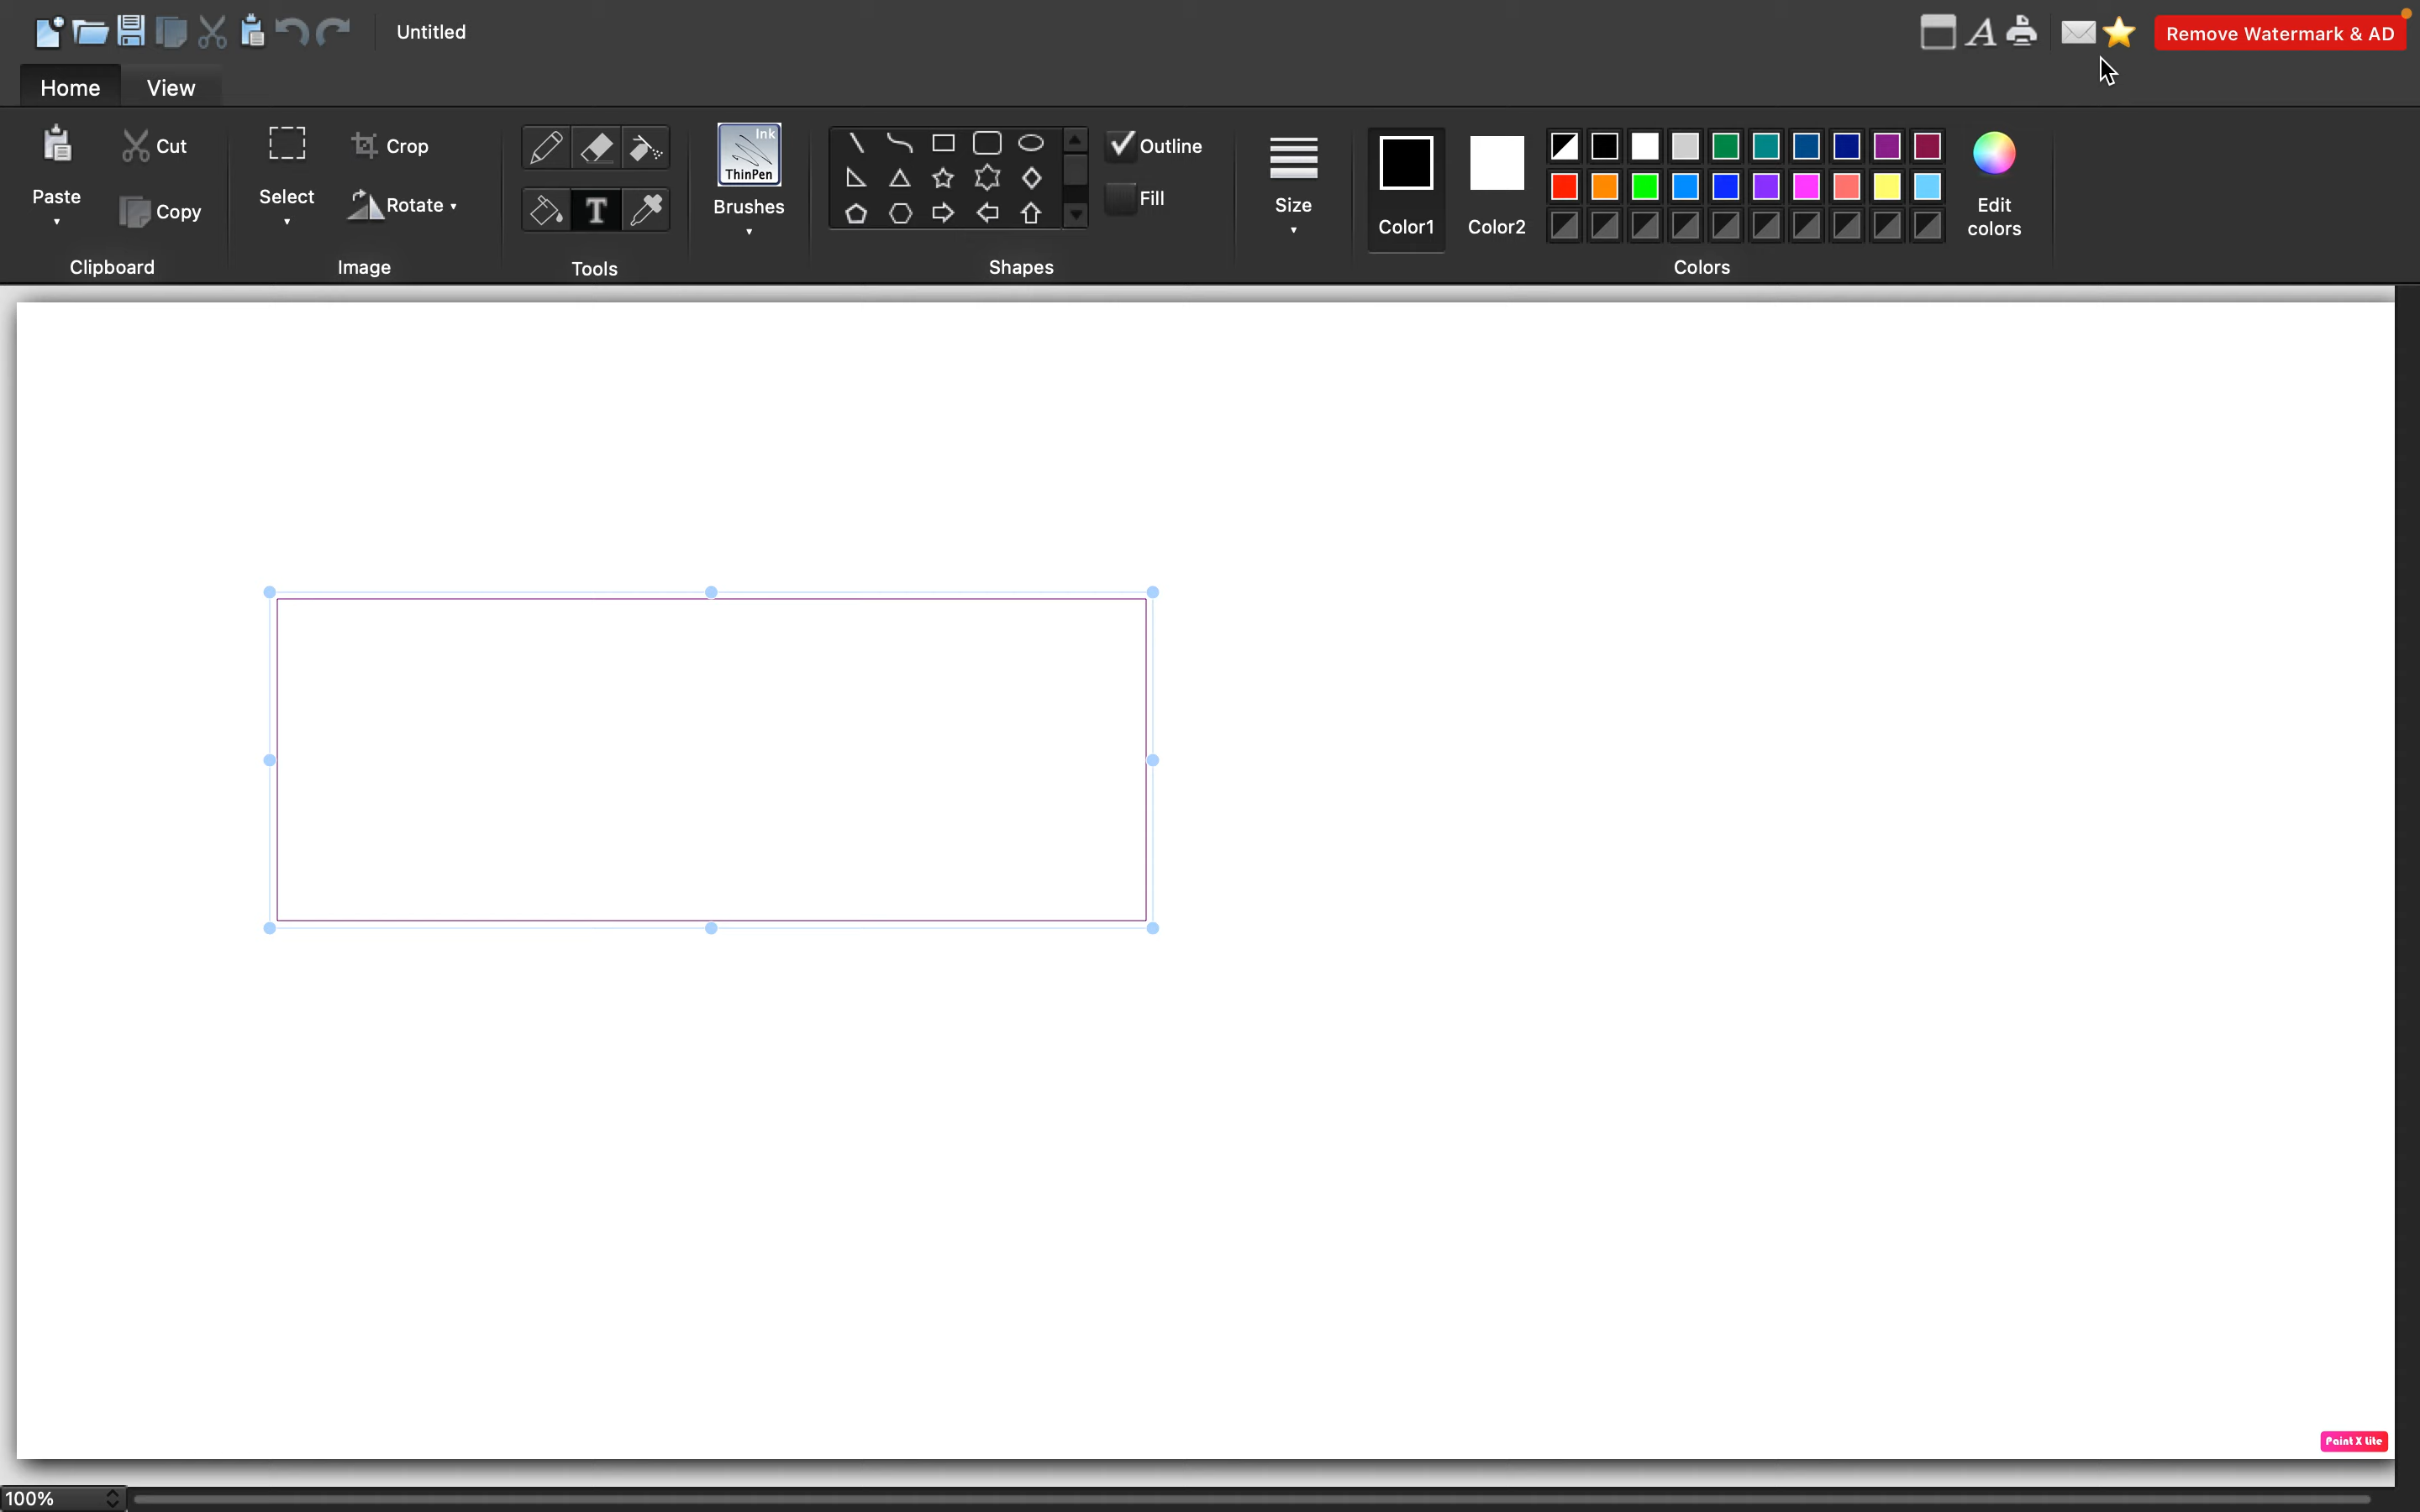 Untitled
Remove Watermark & AD
Home View
Paste Cut Copy
Clipboard
Select Crop Rotate
Image
Tools
Ink
ThinPen
Brushes
Outline
Fill
Shapes
Size
Color1 Color2
Edit
colors
Colors
Paint X Lite
100%